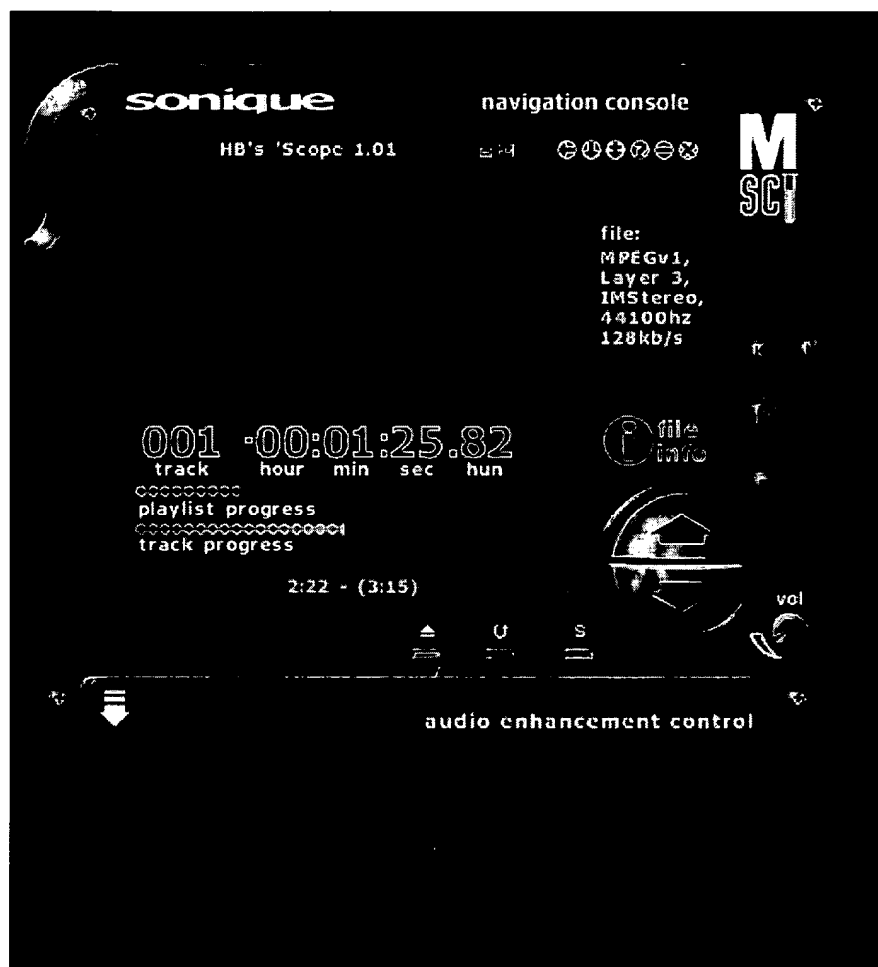 sonique
navigation console
HB's 'Scope 1.01
M
SCI
file:
MPEGv1,
Layer 3,
IMStereo,
44100hz
128kb/s
001 -00:01:25.82
track hour min sec hun
i file
info
playlist progress
track progress
2:22 - (3:15)
vol
S
audio enhancement control